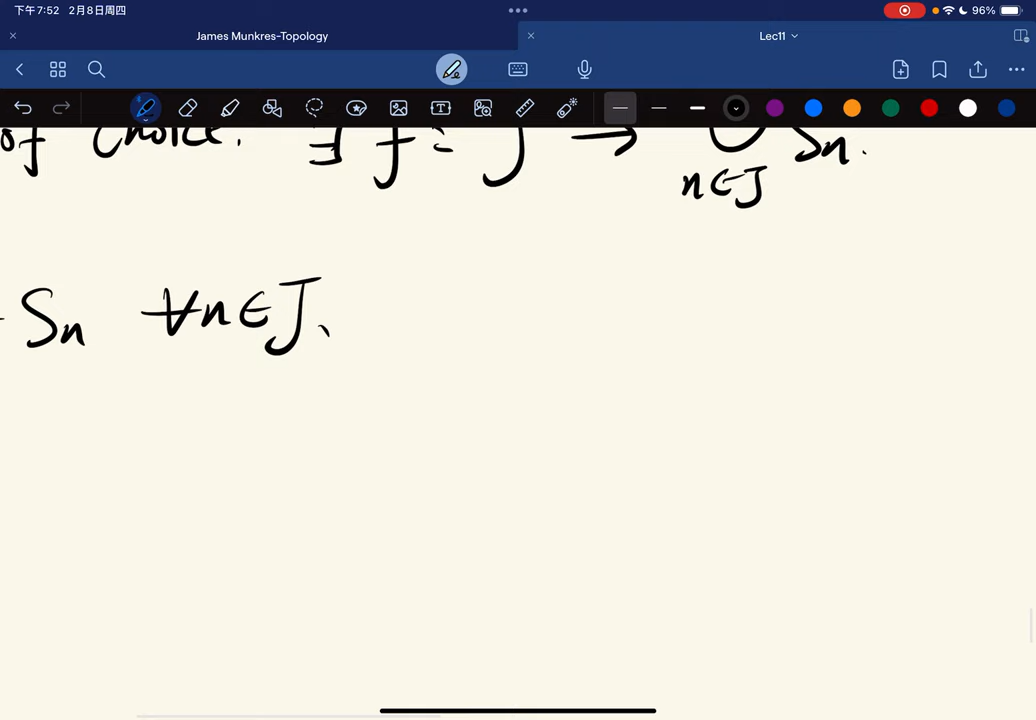 下午7:52 2月8日周四 96%
James Munkres-Topology Lec11
of Choice. ∃ f: J → ∪ Sn.
n∈J
Sn ∀n∈J.